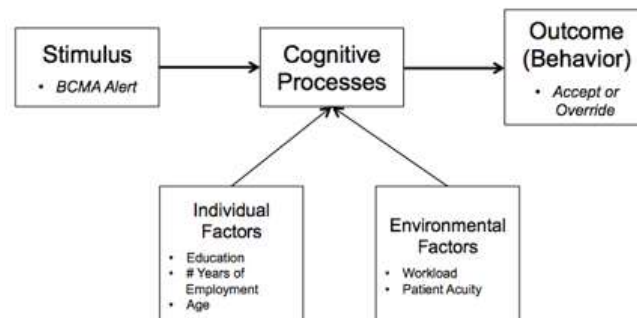 Stimulus
• BCMA Alert
Cognitive
Processes
Outcome
(Behavior)
• Accept or
Override
Individual
Factors
• Education
• # Years of
Employment
• Age
Environmental
Factors
• Workload
• Patient Acuity